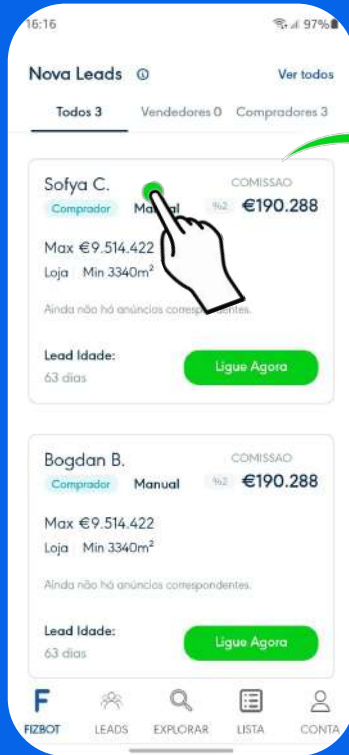 16:16 97%
Nova Leads Ver todos
Todos 3 Vendedores 0 Compradores 3
Sofya C. COMISSAO
Comprador Manual %2 €190.288
Max €9.514.422
Loja Min 3340m²
Ainda não há anúncios correspondentes.
Lead Idade: Ligue Agora
63 dias
Bogdan B. COMISSAO
Comprador Manual %2 €190.288
Max €9.514.422
Loja Min 3340m²
Ainda não há anúncios correspondentes.
Lead Idade: Ligue Agora
63 dias
F
FIZBOT LEADS EXPLORAR LISTA CONTA